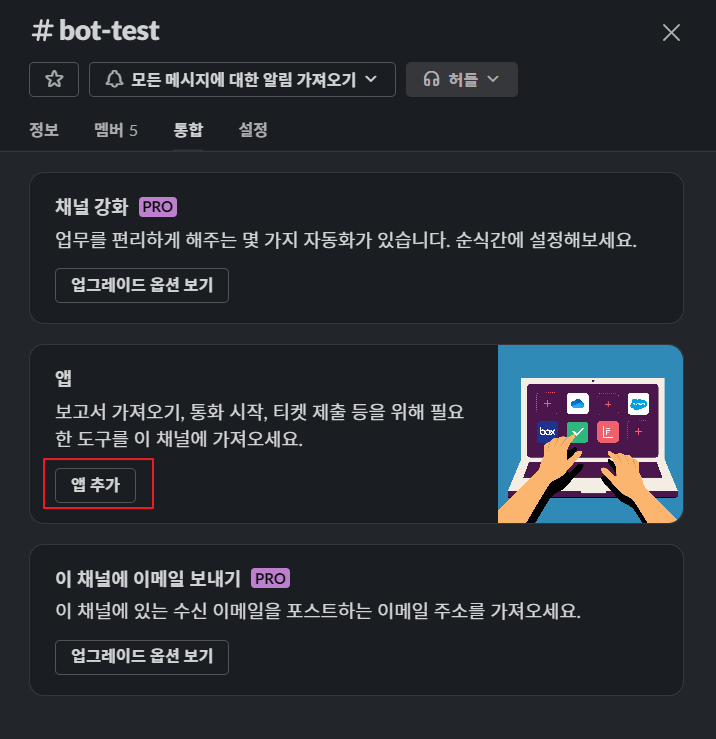 # bot-test
모든 메시지에 대한 알림 가져오기
허들
정보 멤버 5 통합 설정
채널 강화 PRO
업무를 편리하게 해주는 몇 가지 자동화가 있습니다. 순식간에 설정해보세요.
업그레이드 옵션 보기
앱
보고서 가져오기, 통화 시작, 티켓 제출 등을 위해 필요
한 도구를 이 채널에 가져오세요.
앱 추가
box
이 채널에 이메일 보내기 PRO
이 채널에 있는 수신 이메일을 포스트하는 이메일 주소를 가져오세요.
업그레이드 옵션 보기